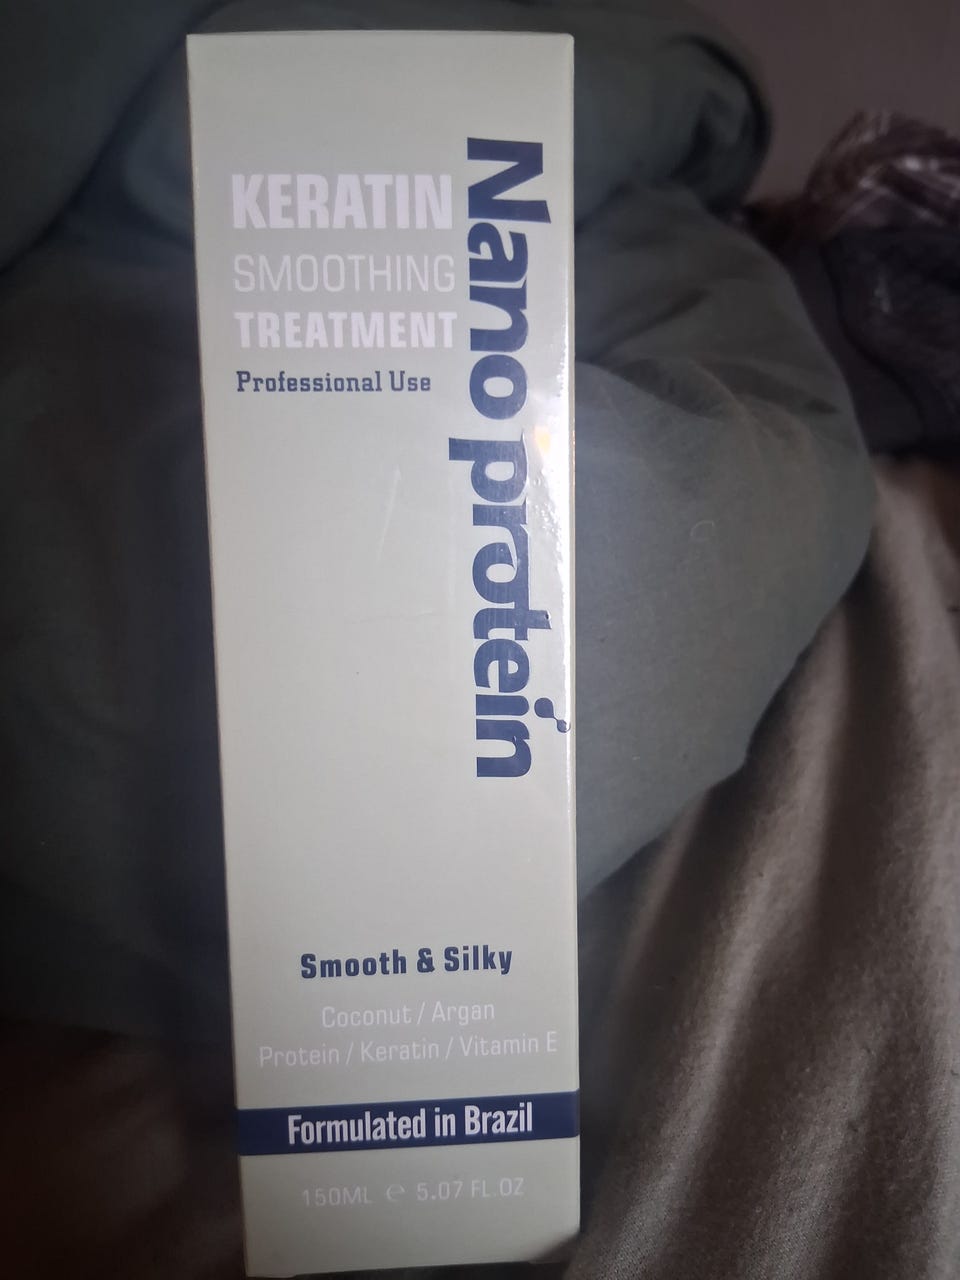 KERATIN
SMOOTHING
TREATMENT
Professional Use
Nano protein
Smooth & Silky
Coconut / Argan
Protein / Keratin / Vitamin E
Formulated in Brazil
150ML ℮ 5.07 FL.OZ